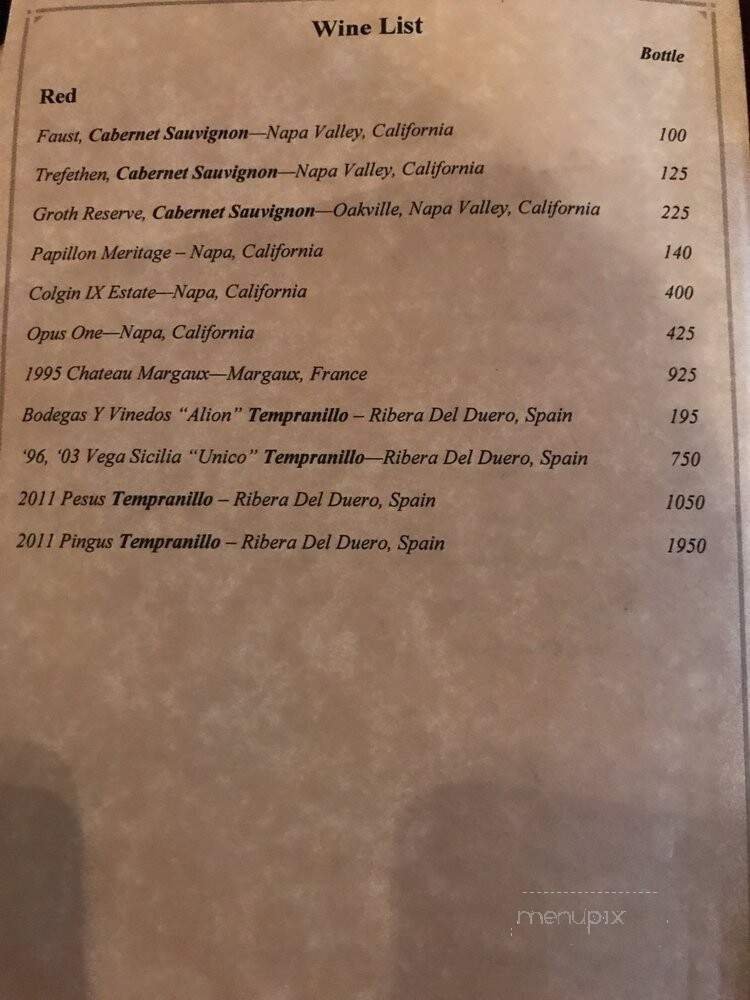 Wine List
Bottle
Red
Faust, Cabernet Sauvignon—Napa Valley, California 100
Trefethen, Cabernet Sauvignon—Napa Valley, California 125
Groth Reserve, Cabernet Sauvignon—Oakville, Napa Valley, California 225
Papillon Meritage – Napa, California 140
Colgin IX Estate—Napa, California 400
Opus One—Napa, California 425
1995 Chateau Margaux—Margaux, France 925
Bodegas Y Vinedos “Alion” Tempranillo – Ribera Del Duero, Spain 195
‘96, ‘03 Vega Sicilia “Unico” Tempranillo—Ribera Del Duero, Spain 750
2011 Pesus Tempranillo – Ribera Del Duero, Spain 1050
2011 Pingus Tempranillo – Ribera Del Duero, Spain 1950
menupix